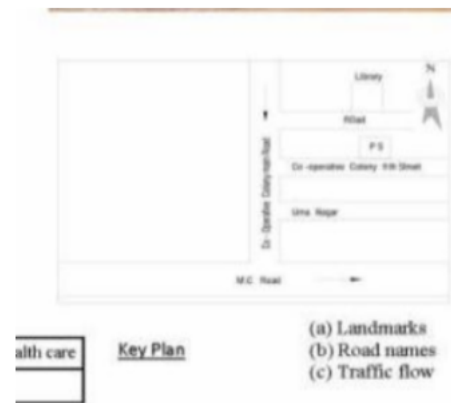 N
Library
Road
P S
Co-Operative Colony main Road
Co-operative Colony 11th Street
Uma Nagar
M.C. Road
alth care
Key Plan
(a) Landmarks
(b) Road names
(c) Traffic flow